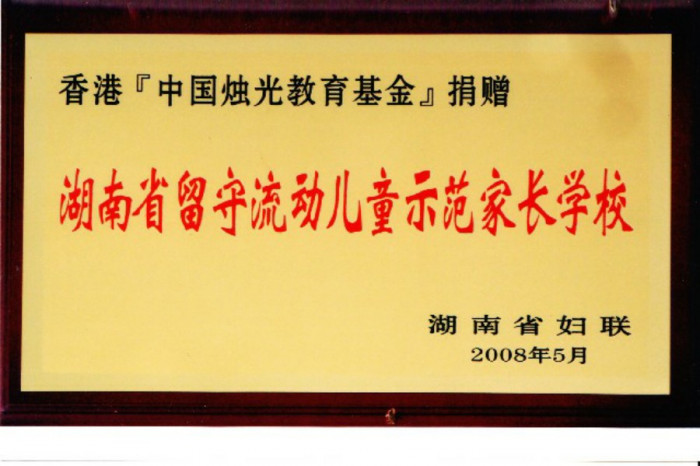 香港『中国烛光教育基金』捐赠
湖南省留守流动儿童示范家长学校
湖南省妇联
2008年5月